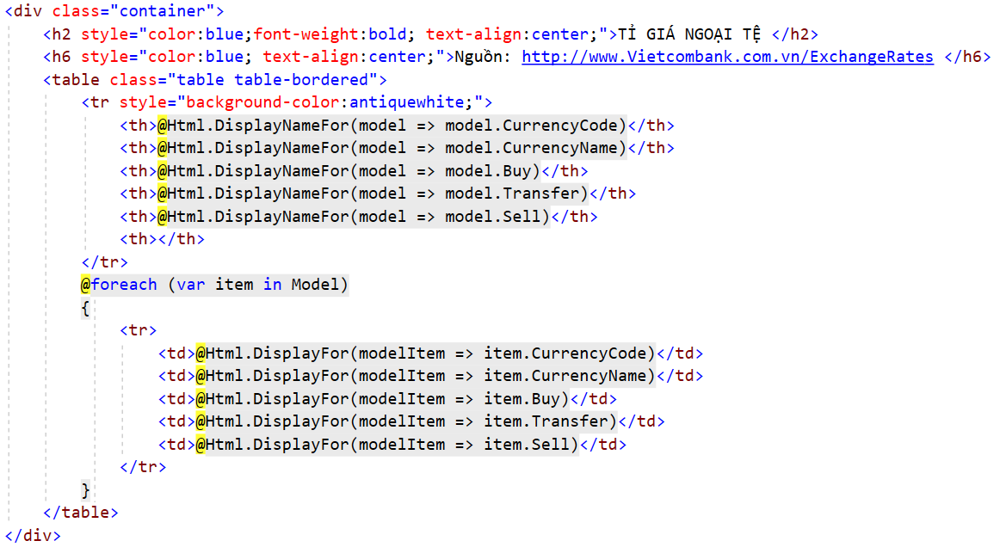 <div class="container">
    <h2 style="color:blue;font-weight:bold; text-align:center;">TỈ GIÁ NGOẠI TỆ </h2>
    <h6 style="color:blue; text-align:center;">Nguồn: http://www.Vietcombank.com.vn/ExchangeRates </h6>
    <table class="table table-bordered">
        <tr style="background-color:antiquewhite;">
            <th>@Html.DisplayNameFor(model => model.CurrencyCode)</th>
            <th>@Html.DisplayNameFor(model => model.CurrencyName)</th>
            <th>@Html.DisplayNameFor(model => model.Buy)</th>
            <th>@Html.DisplayNameFor(model => model.Transfer)</th>
            <th>@Html.DisplayNameFor(model => model.Sell)</th>
            <th></th>
        </tr>
        @foreach (var item in Model)
        {
            <tr>
                <td>@Html.DisplayFor(modelItem => item.CurrencyCode)</td>
                <td>@Html.DisplayFor(modelItem => item.CurrencyName)</td>
                <td>@Html.DisplayFor(modelItem => item.Buy)</td>
                <td>@Html.DisplayFor(modelItem => item.Transfer)</td>
                <td>@Html.DisplayFor(modelItem => item.Sell)</td>
            </tr>
        }
    </table>
</div>